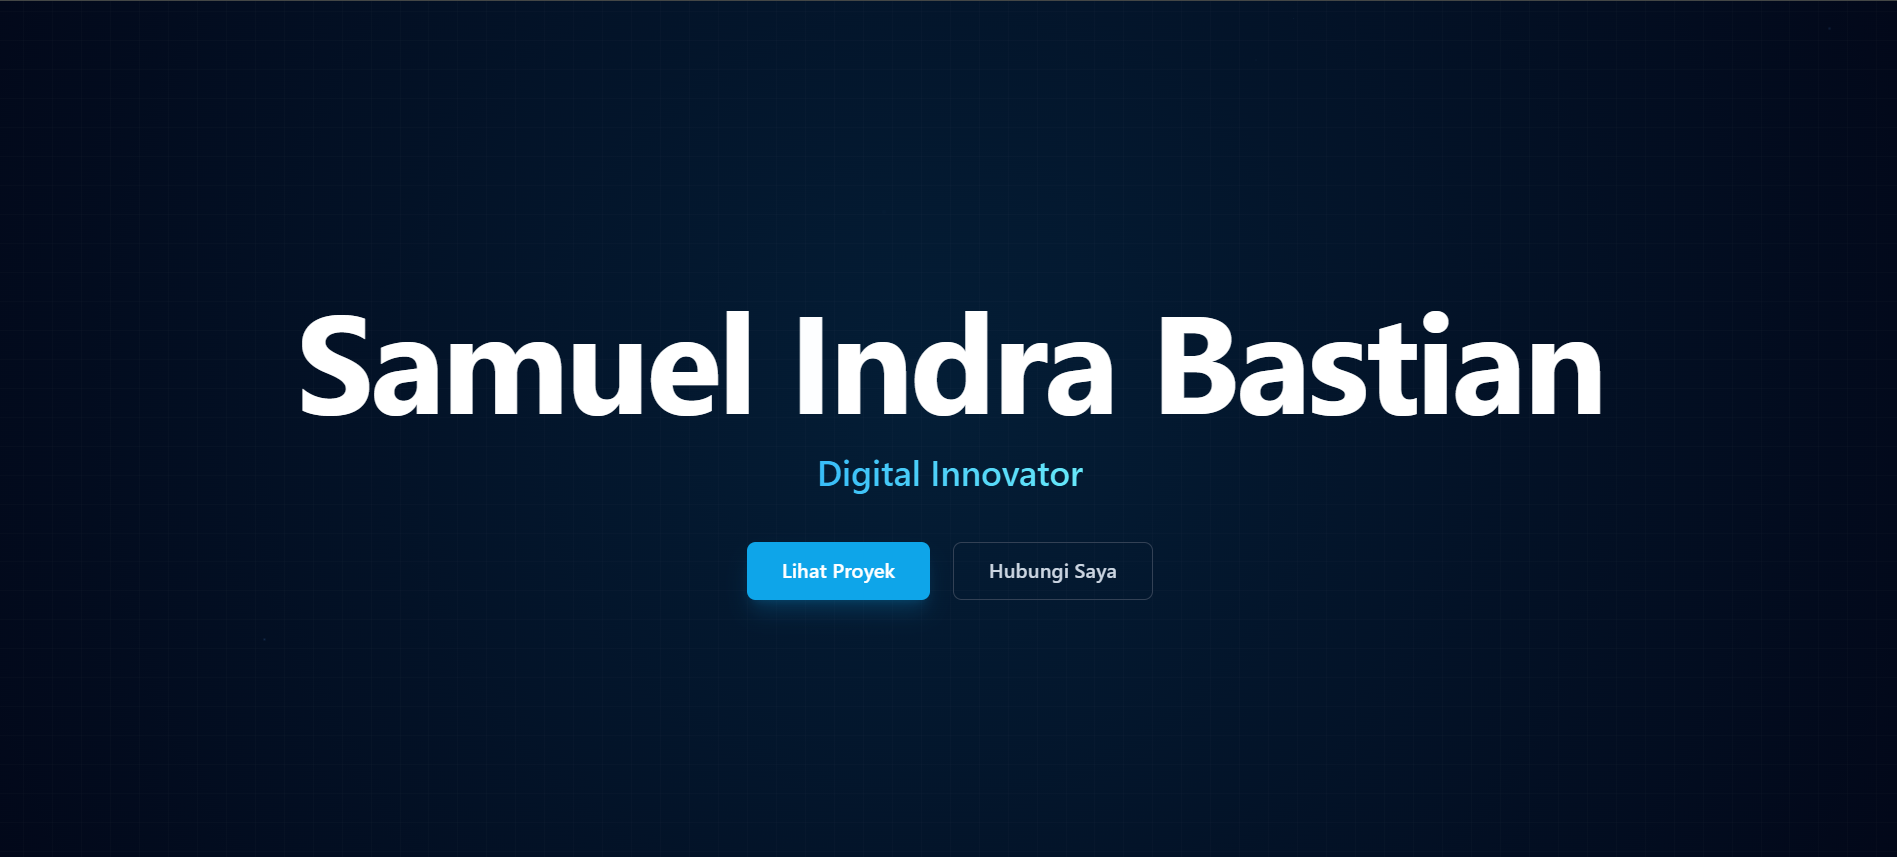 Samuel Indra Bastian
Digital Innovator
Lihat Proyek
Hubungi Saya